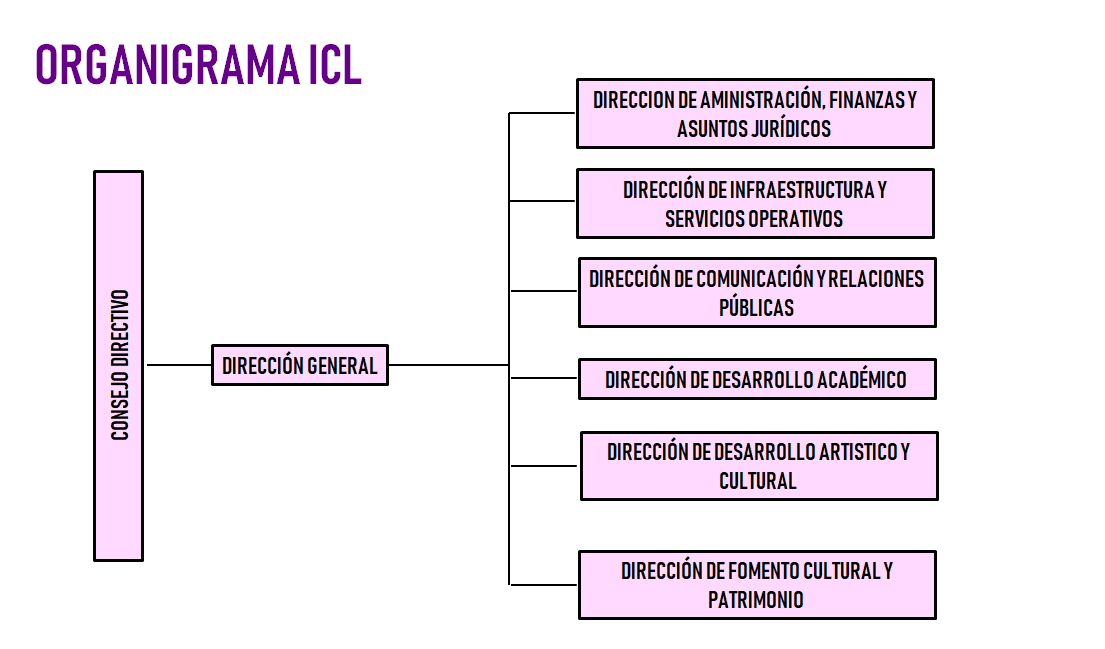 ORGANIGRAMA ICL
CONSEJO DIRECTIVO
DIRECCIÓN GENERAL
DIRECCION DE AMINISTRACIÓN, FINANZAS Y
ASUNTOS JURÍDICOS
DIRECCIÓN DE INFRAESTRUCTURA Y
SERVICIOS OPERATIVOS
DIRECCIÓN DE COMUNICACIÓN Y RELACIONES
PÚBLICAS
DIRECCIÓN DE DESARROLLO ACADÉMICO
DIRECCIÓN DE DESARROLLO ARTISTICO Y
CULTURAL
DIRECCIÓN DE FOMENTO CULTURAL Y
PATRIMONIO